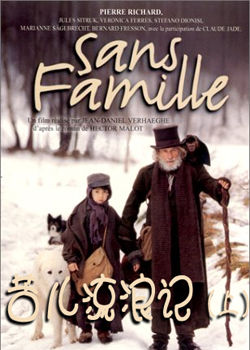 PIERRE RICHARD,
JULES SITRUK, VERONICA FERRES, STEFANO DIONISI,
MARIANNE SAGEBRECHT, BERNARD FRESSON, avec la participation de CLAUDE JADE.
sans
Famille
Un film réalisé par JEAN-DANIEL VERHAEGHE
d'après le roman de HECTOR MALOT
苦儿流浪记(上)